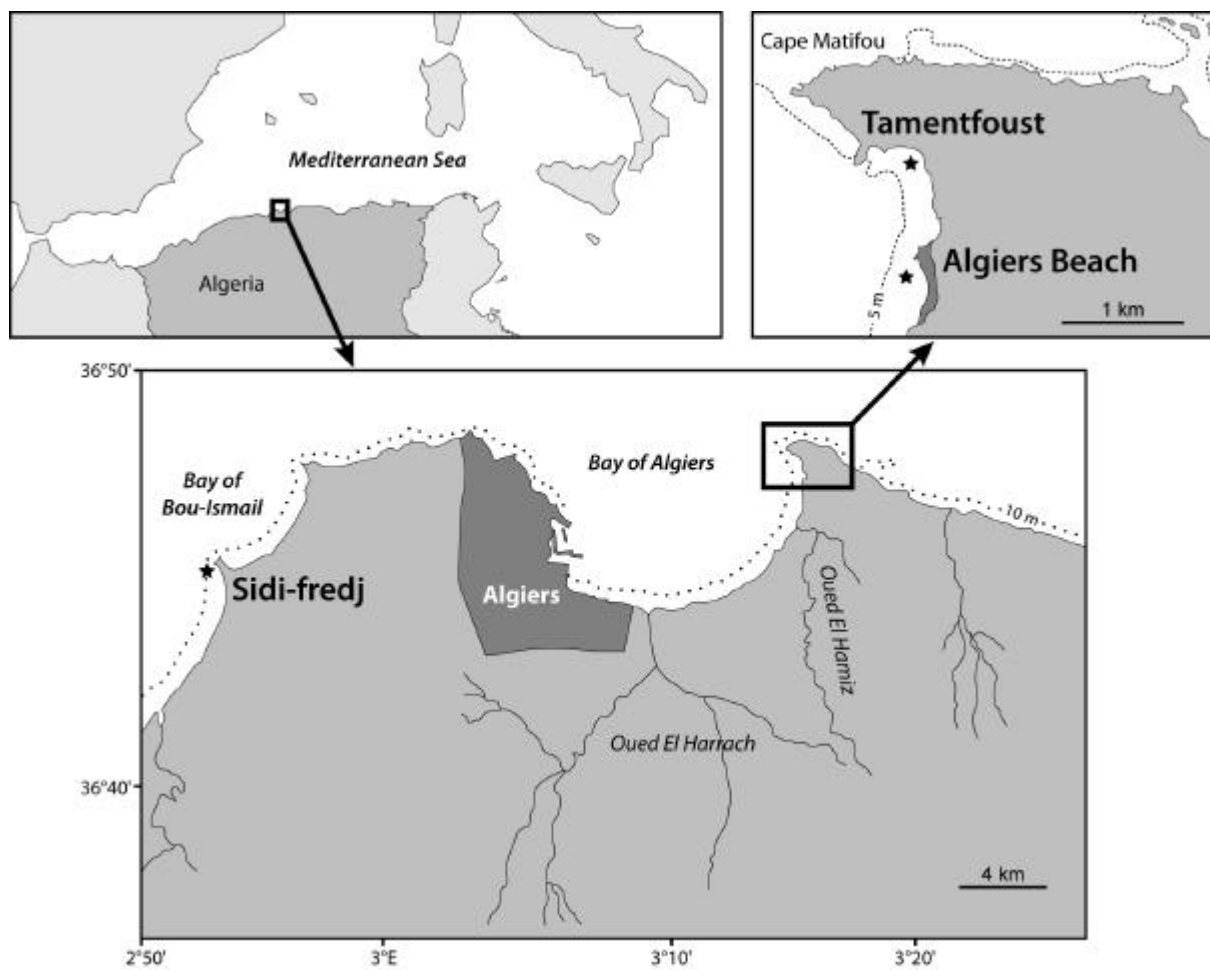 Mediterranean Sea
Algeria
Cape Matifou
Tamentfoust
Algiers Beach
5 m
1 km
36°50'
Bay of
Bou-Ismail
Bay of Algiers
10 m
Sidi-fredj
Algiers
Oued El Hamiz
Oued El Harrach
36°40'
4 km
2°50'
3°E
3°10'
3°20'